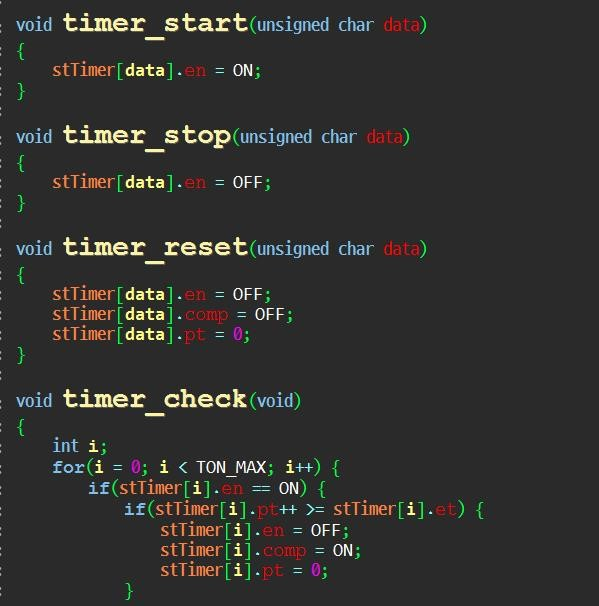 void timer_start(unsigned char data)
{
    stTimer[data].en = ON;
}
void timer_stop(unsigned char data)
{
    stTimer[data].en = OFF;
}
void timer_reset(unsigned char data)
{
    stTimer[data].en = OFF;
    stTimer[data].comp = OFF;
    stTimer[data].pt = 0;
}
void timer_check(void)
{
    int i;
    for(i = 0; i < TON_MAX; i++) {
        if(stTimer[i].en == ON) {
            if(stTimer[i].pt++ >= stTimer[i].et) {
                stTimer[i].en = OFF;
                stTimer[i].comp = ON;
                stTimer[i].pt = 0;
            }